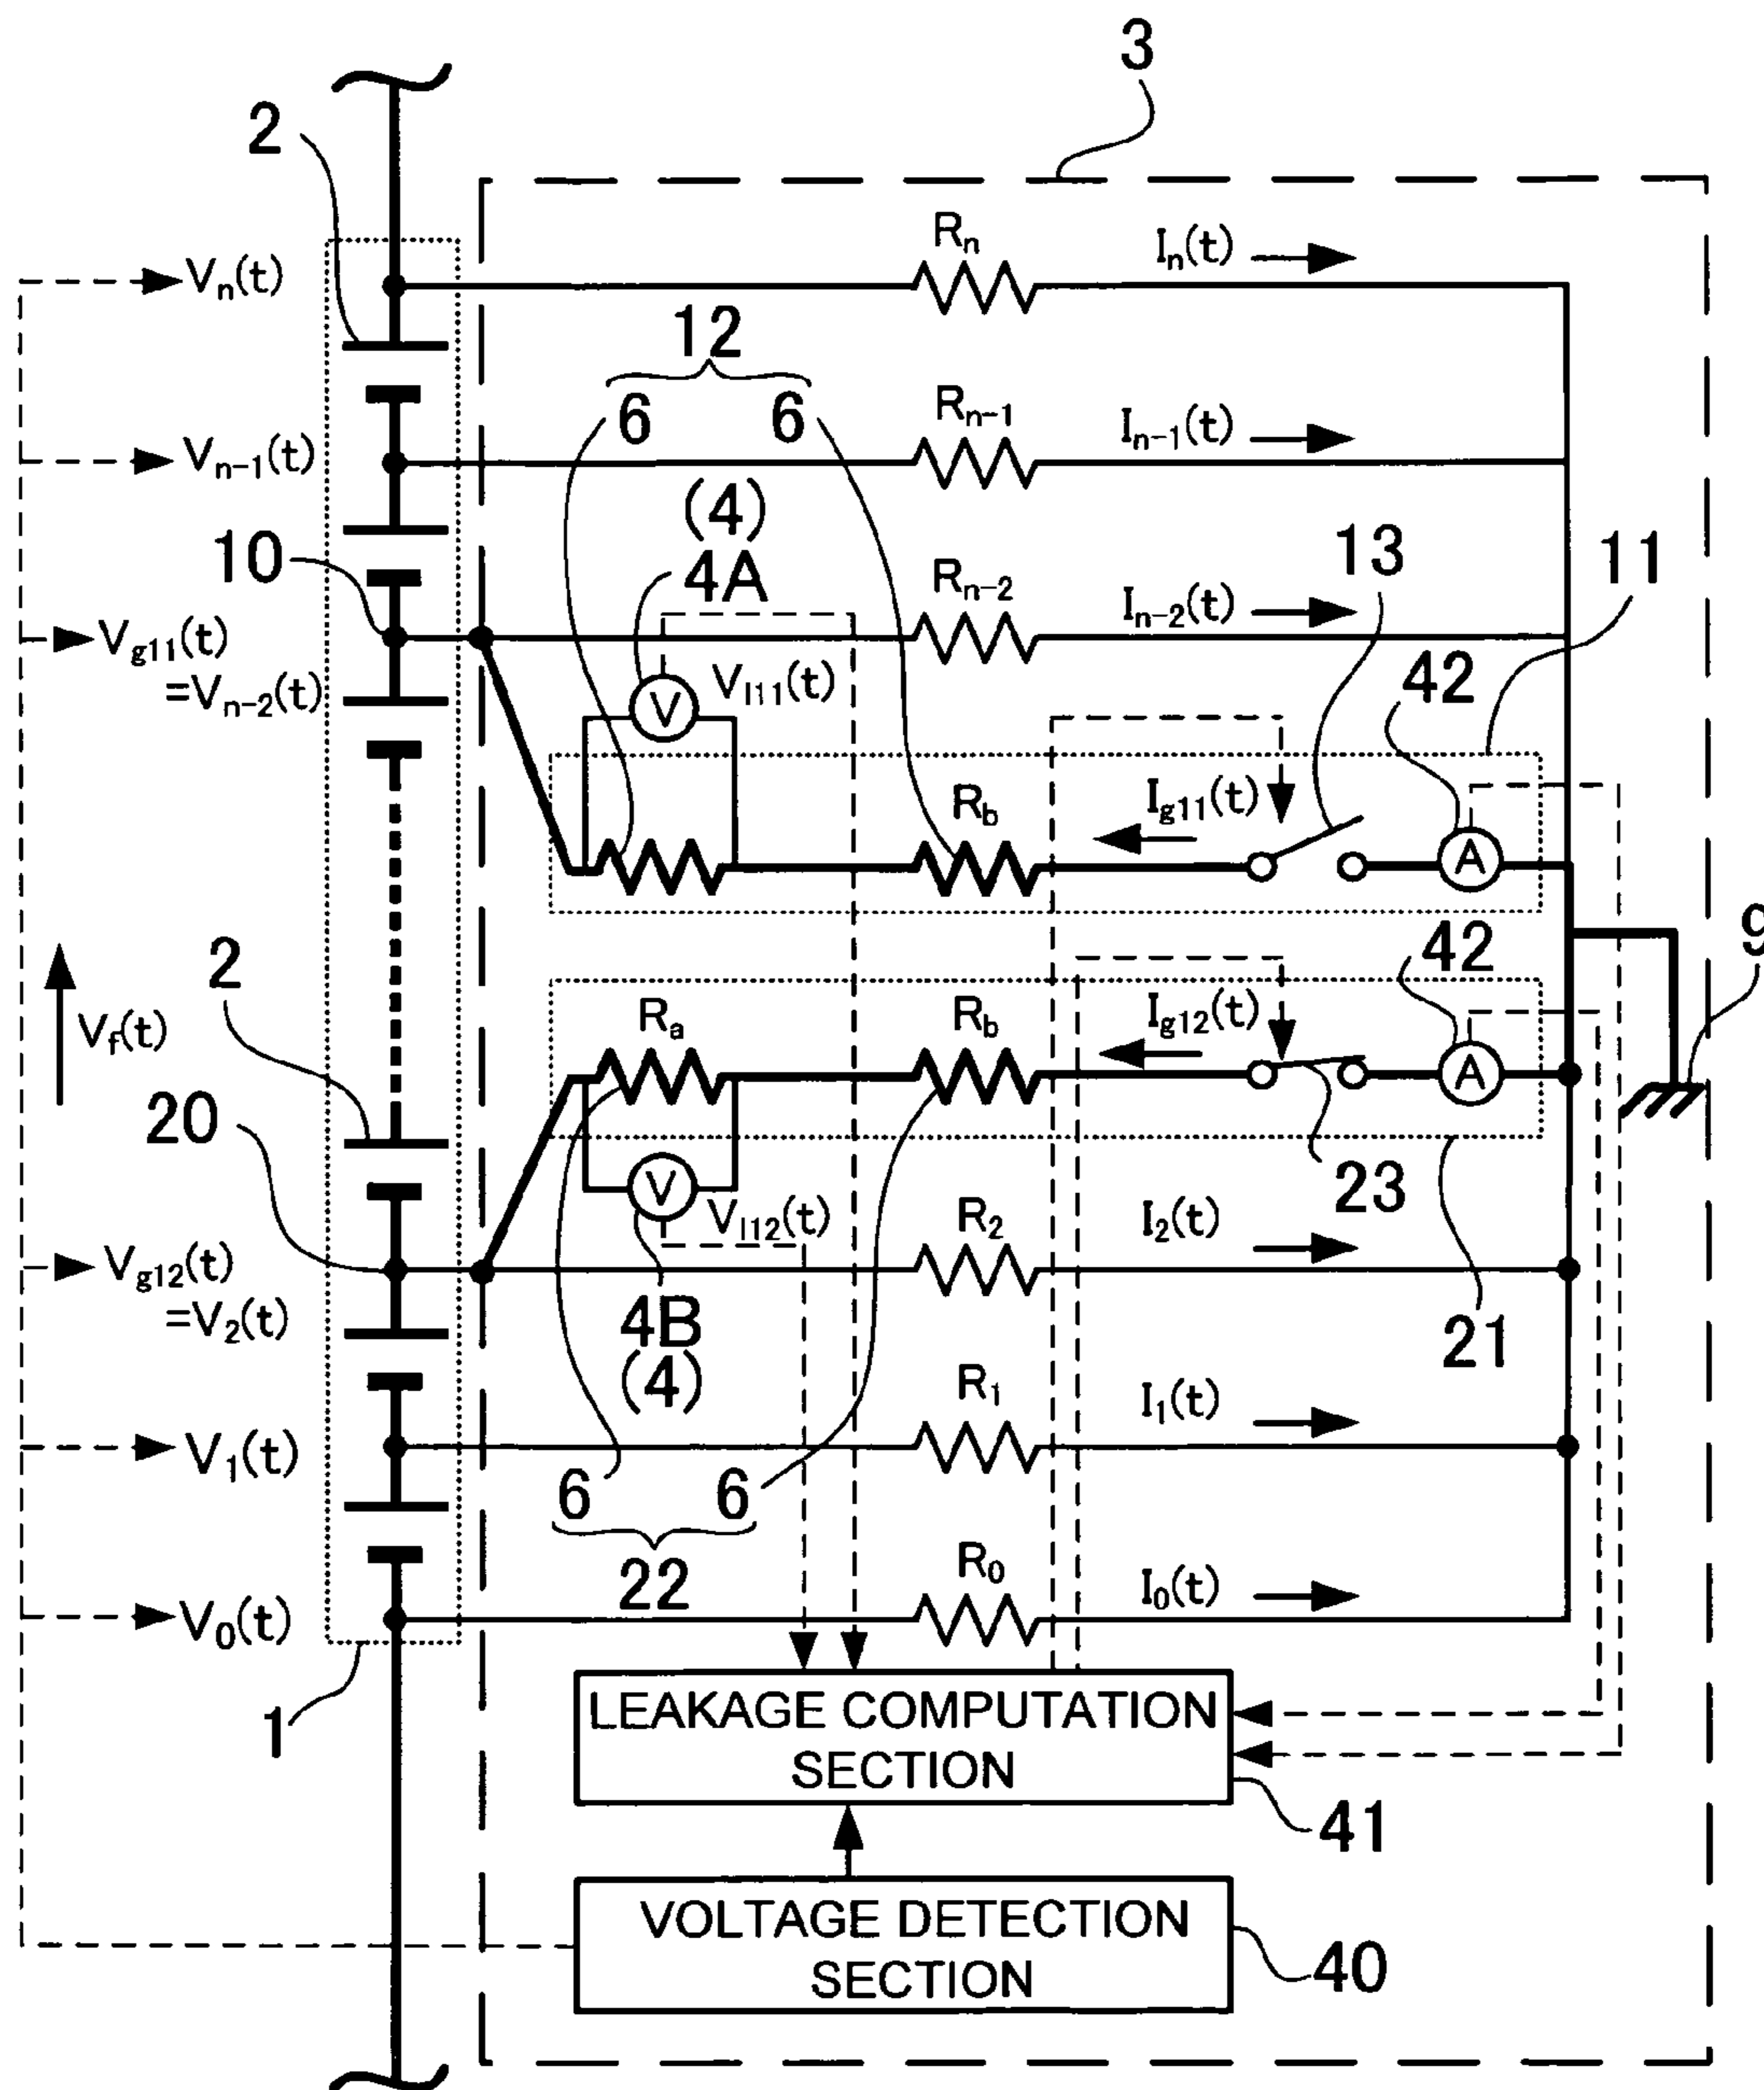 3
2
Rn
In(t)
Vn(t)
2
12
6 6
Rn-1
In-1(t)
Vn-1(t)
(4)
4A
13
11
10
Rn-2
In-2(t)
Vg11(t)
=Vn-2(t)
VI11(t)
42
Ig11(t)
Rb
V
A
9
2
42
Vf(t)
Ra
Rb
Ig12(t)
A
20
V
23
VI12(t)
R2
I2(t)
Vg12(t)
=V2(t)
4B
(4)
21
R1
I1(t)
V1(t)
6 6
22
R0
I0(t)
V0(t)
1
LEAKAGE COMPUTATION
SECTION
41
VOLTAGE DETECTION
SECTION
40